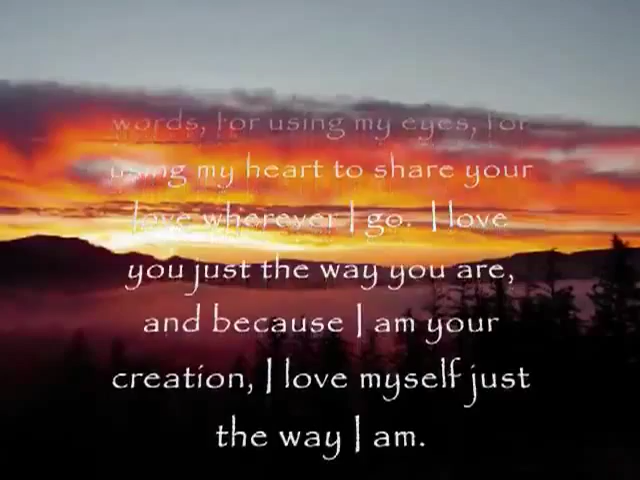 words, for using my eyes, for
using my heart to share your
love wherever I go. I love
you just the way you are,
and because I am your
creation, I love myself just
the way I am.